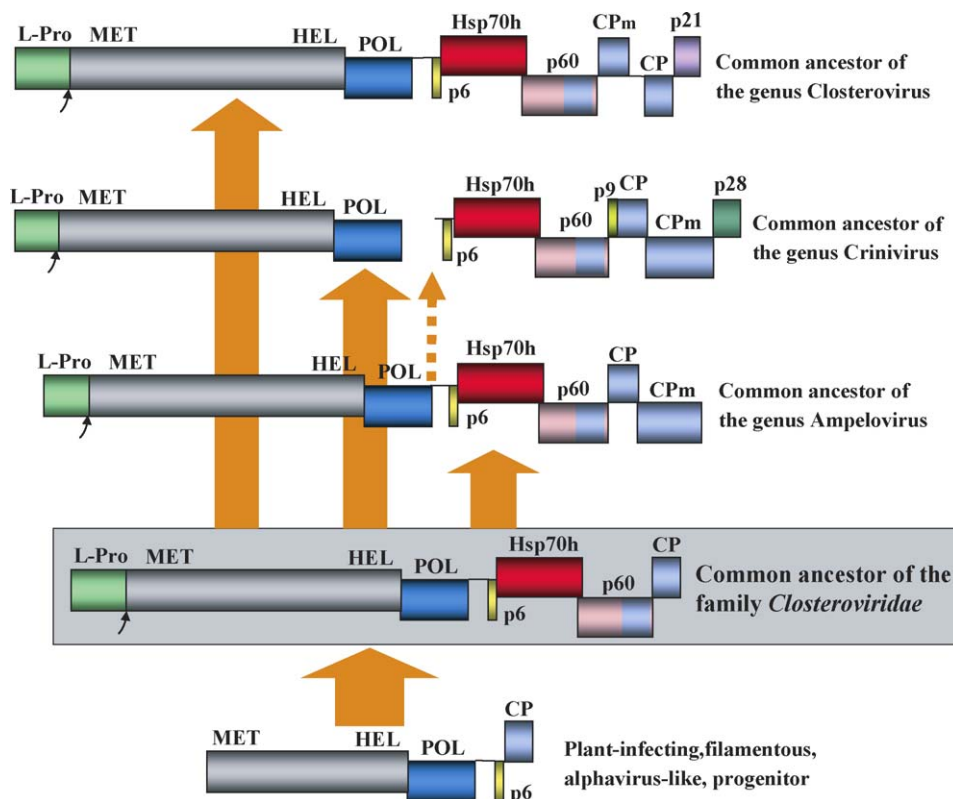 L-Pro MET HEL POL p6 Hsp70h p60 CPm CP p21
Common ancestor of
the genus Closterovirus
L-Pro MET HEL POL p6 Hsp70h p60 p9 CP CPm p28
Common ancestor of
the genus Crinivirus
L-Pro MET HEL POL p6 Hsp70h p60 CP CPm
Common ancestor of
the genus Ampelovirus
L-Pro MET HEL POL p6 Hsp70h p60 CP
Common ancestor of the
family Closteroviridae
MET HEL POL p6 CP
Plant-infecting,filamentous,
alphavirus-like, progenitor